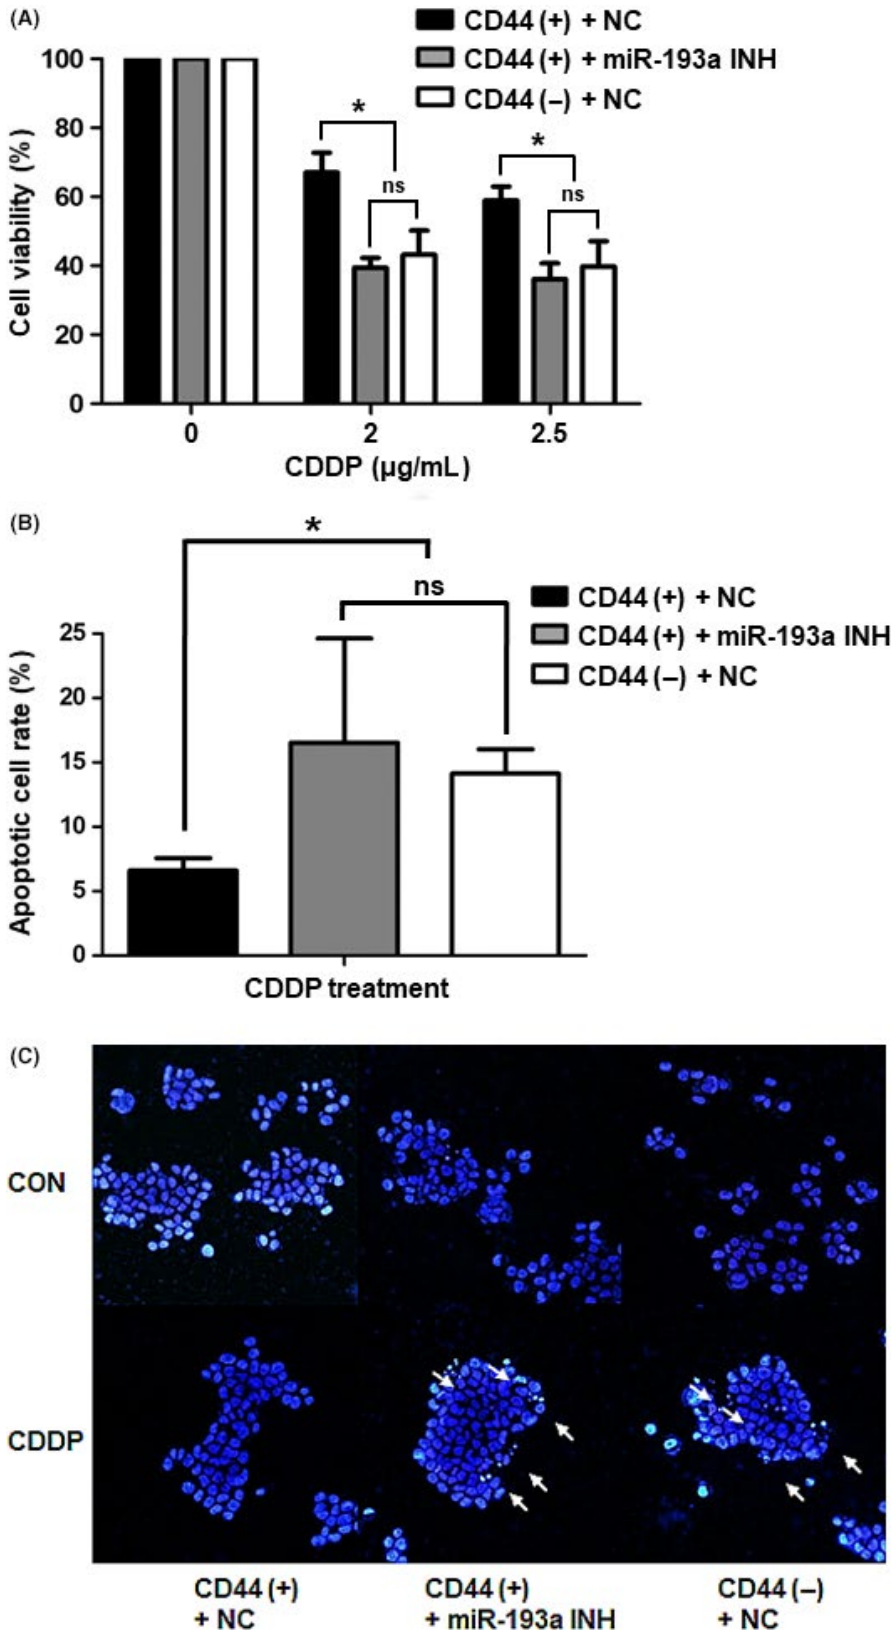 (A)
CD44 (+) + NC
CD44 (+) + miR-193a INH
CD44 (–) + NC
Cell viability (%)
100
80
60
40
20
0
*
ns
*
ns
0
2
2.5
CDDP (µg/mL)
(B)
*
ns
CD44 (+) + NC
CD44 (+) + miR-193a INH
CD44 (–) + NC
Apoptotic cell rate (%)
25
20
15
10
5
0
CDDP treatment
(C)
CON
CDDP
CD44 (+)
+ NC
CD44 (+)
+ miR-193a INH
CD44 (–)
+ NC